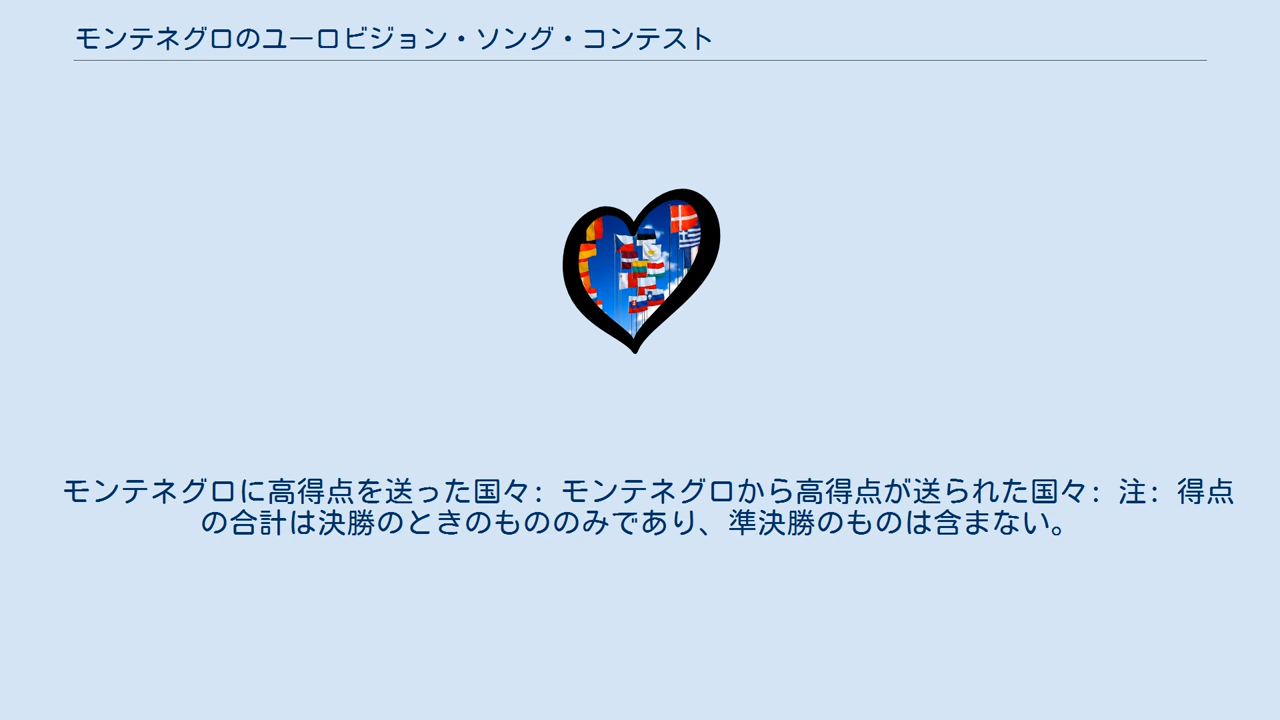 モンテネグロのユーロビジョン・ソング・コンテスト
モンテネグロに高得点を送った国々: モンテネグロから高得点が送られた国々: 注: 得点
の合計は決勝のときのもののみであり、準決勝のものは含まない。